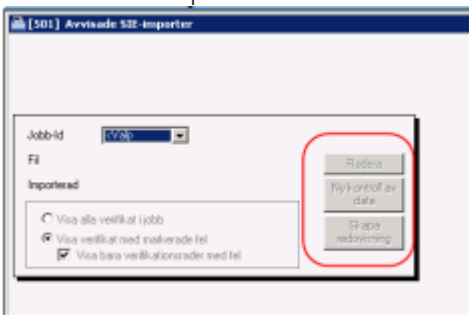 [501] Avvisade SIE-importer
Jobb-Id
<Välj>
Fil
Importerad
Radera
Ny kontroll av
data
Skapa
redovisning
Visa alla verifikat i jobb
Visa verifikat med markerade fel
Visa bara verifikationsrader med fel